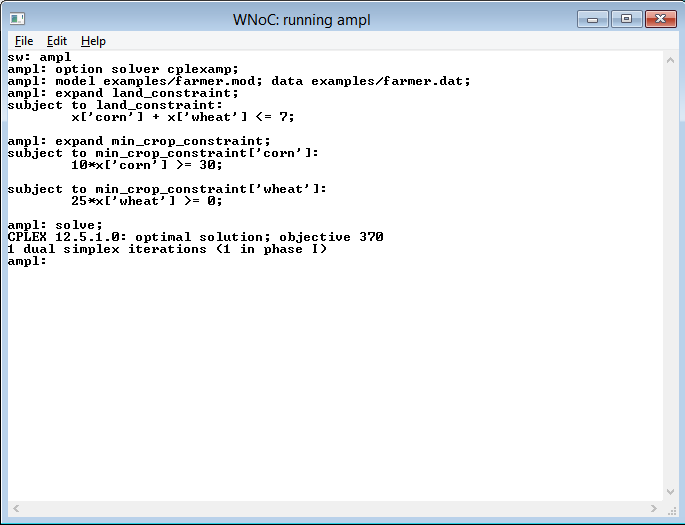 WNoC: running ampl
File Edit Help
sw: ampl
ampl: option solver cplexamp;
ampl: model examples/farmer.mod; data examples/farmer.dat;
ampl: expand land_constraint;
subject to land_constraint:
        x['corn'] + x['wheat'] <= 7;
ampl: expand min_crop_constraint;
subject to min_crop_constraint['corn']:
        10*x['corn'] >= 30;
subject to min_crop_constraint['wheat']:
        25*x['wheat'] >= 0;
ampl: solve;
CPLEX 12.5.1.0: optimal solution; objective 370
1 dual simplex iterations (1 in phase I)
ampl: